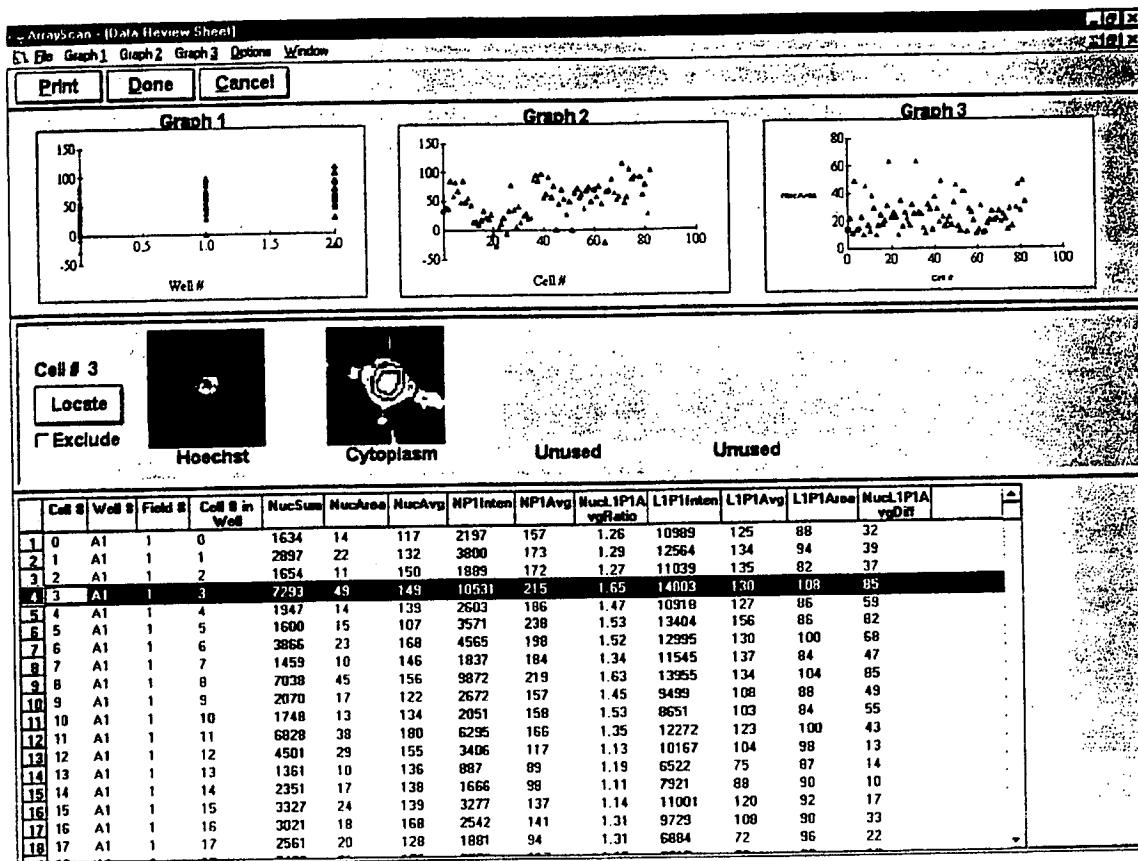 ArrayScan - [Data Review Sheet]
File Graph 1 Graph 2 Graph 3 Options Window
Print Done Cancel
Graph 1
150
100
50
0
-50
0.5 1.0 1.5 2.0
Well #
Graph 2
150
100
50
0
-50
20 40 60 80 100
Cell #
Graph 3
80
60
40
20
0
0 20 40 60 80 100
Cell #
Cell # 3
Locate
Exclude
Hoechst Cytoplasm Unused Unused
Cell # Well # Field # Cell # in Well NucSum NucArea NucAvg NP1Inten NP1Avg NucL1P1AvgRatio L1P1Inten L1P1Avg L1P1Area NucL1P1AvgDiff
1 0 A1 1 0 1634 14 117 2197 157 1.26 10989 125 88 32
2 1 A1 1 1 2897 22 132 3800 173 1.29 12564 134 94 39
3 2 A1 1 2 1654 11 150 1889 172 1.27 11039 135 82 37
4 3 A1 1 3 7293 49 149 10531 215 1.65 14003 130 108 85
5 4 A1 1 4 1947 14 139 2603 186 1.47 10918 127 86 59
6 5 A1 1 5 1600 15 107 3571 238 1.53 13404 156 86 82
7 6 A1 1 6 3866 23 168 4565 198 1.52 12995 130 100 68
8 7 A1 1 7 1459 10 146 1837 184 1.34 11545 137 84 47
9 8 A1 1 8 7038 45 156 9872 219 1.63 13955 134 104 85
10 9 A1 1 9 2070 17 122 2672 157 1.45 9499 108 88 49
11 10 A1 1 10 1748 13 134 2051 158 1.53 8651 103 84 55
12 11 A1 1 11 6828 38 180 6295 166 1.35 12272 123 100 43
13 12 A1 1 12 4501 29 155 3406 117 1.13 10167 104 98 13
14 13 A1 1 13 1361 10 136 887 89 1.19 6522 75 87 14
15 14 A1 1 14 2351 17 138 1666 98 1.11 7921 88 90 10
16 15 A1 1 15 3327 24 139 3277 137 1.14 11001 120 92 17
17 16 A1 1 16 3021 18 168 2542 141 1.31 9729 108 90 33
18 17 A1 1 17 2561 20 128 1881 94 1.31 6884 72 96 22